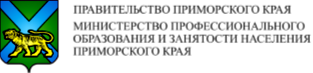 ПРАВИТЕЛЬСТВО ПРИМОРСКОГО КРАЯ
МИНИСТЕРСТВО ПРОФЕССИОНАЛЬНОГО
ОБРАЗОВАНИЯ И ЗАНЯТОСТИ НАСЕЛЕНИЯ
ПРИМОРСКОГО КРАЯ